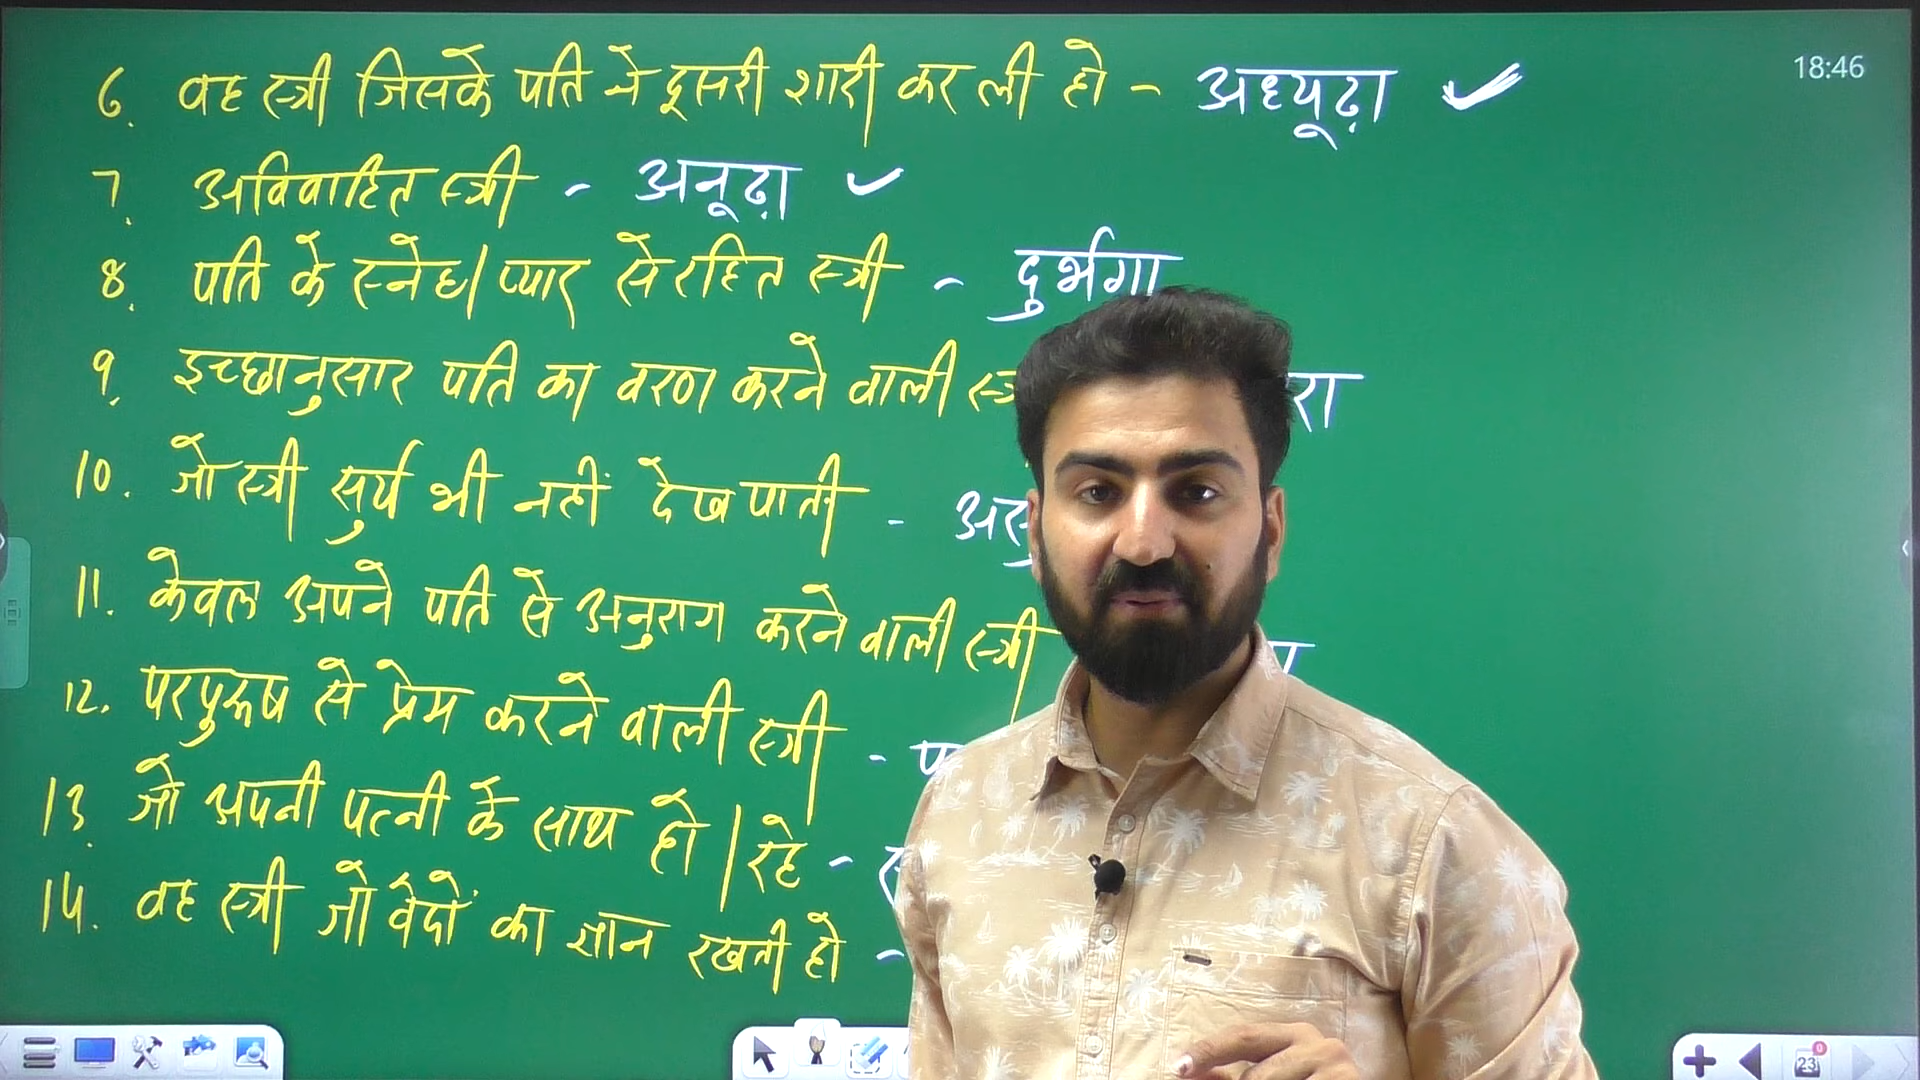 18:46
6. वह स्त्री जिसके पति ने दूसरी शादी कर ली हो - अध्यूढ़ा ✓
7. अविवाहित स्त्री - अनूढ़ा ✓
8. पति के स्नेह/प्यार से रहित स्त्री - दुर्भगा
9. इच्छानुसार पति का वरण करने वाली रा
10. जो स्त्री सुर्य भी नहीं देख पाती -
11. केवल अपने पति से अनुराग करने वाली स्त्री
12. परपुरूष से प्रेम करने वाली स्त्री -
13. जो अपनी पत्नी के साथ हो/रहे -
14. वह स्त्री जो वेदों का ज्ञान रखती हो -
23